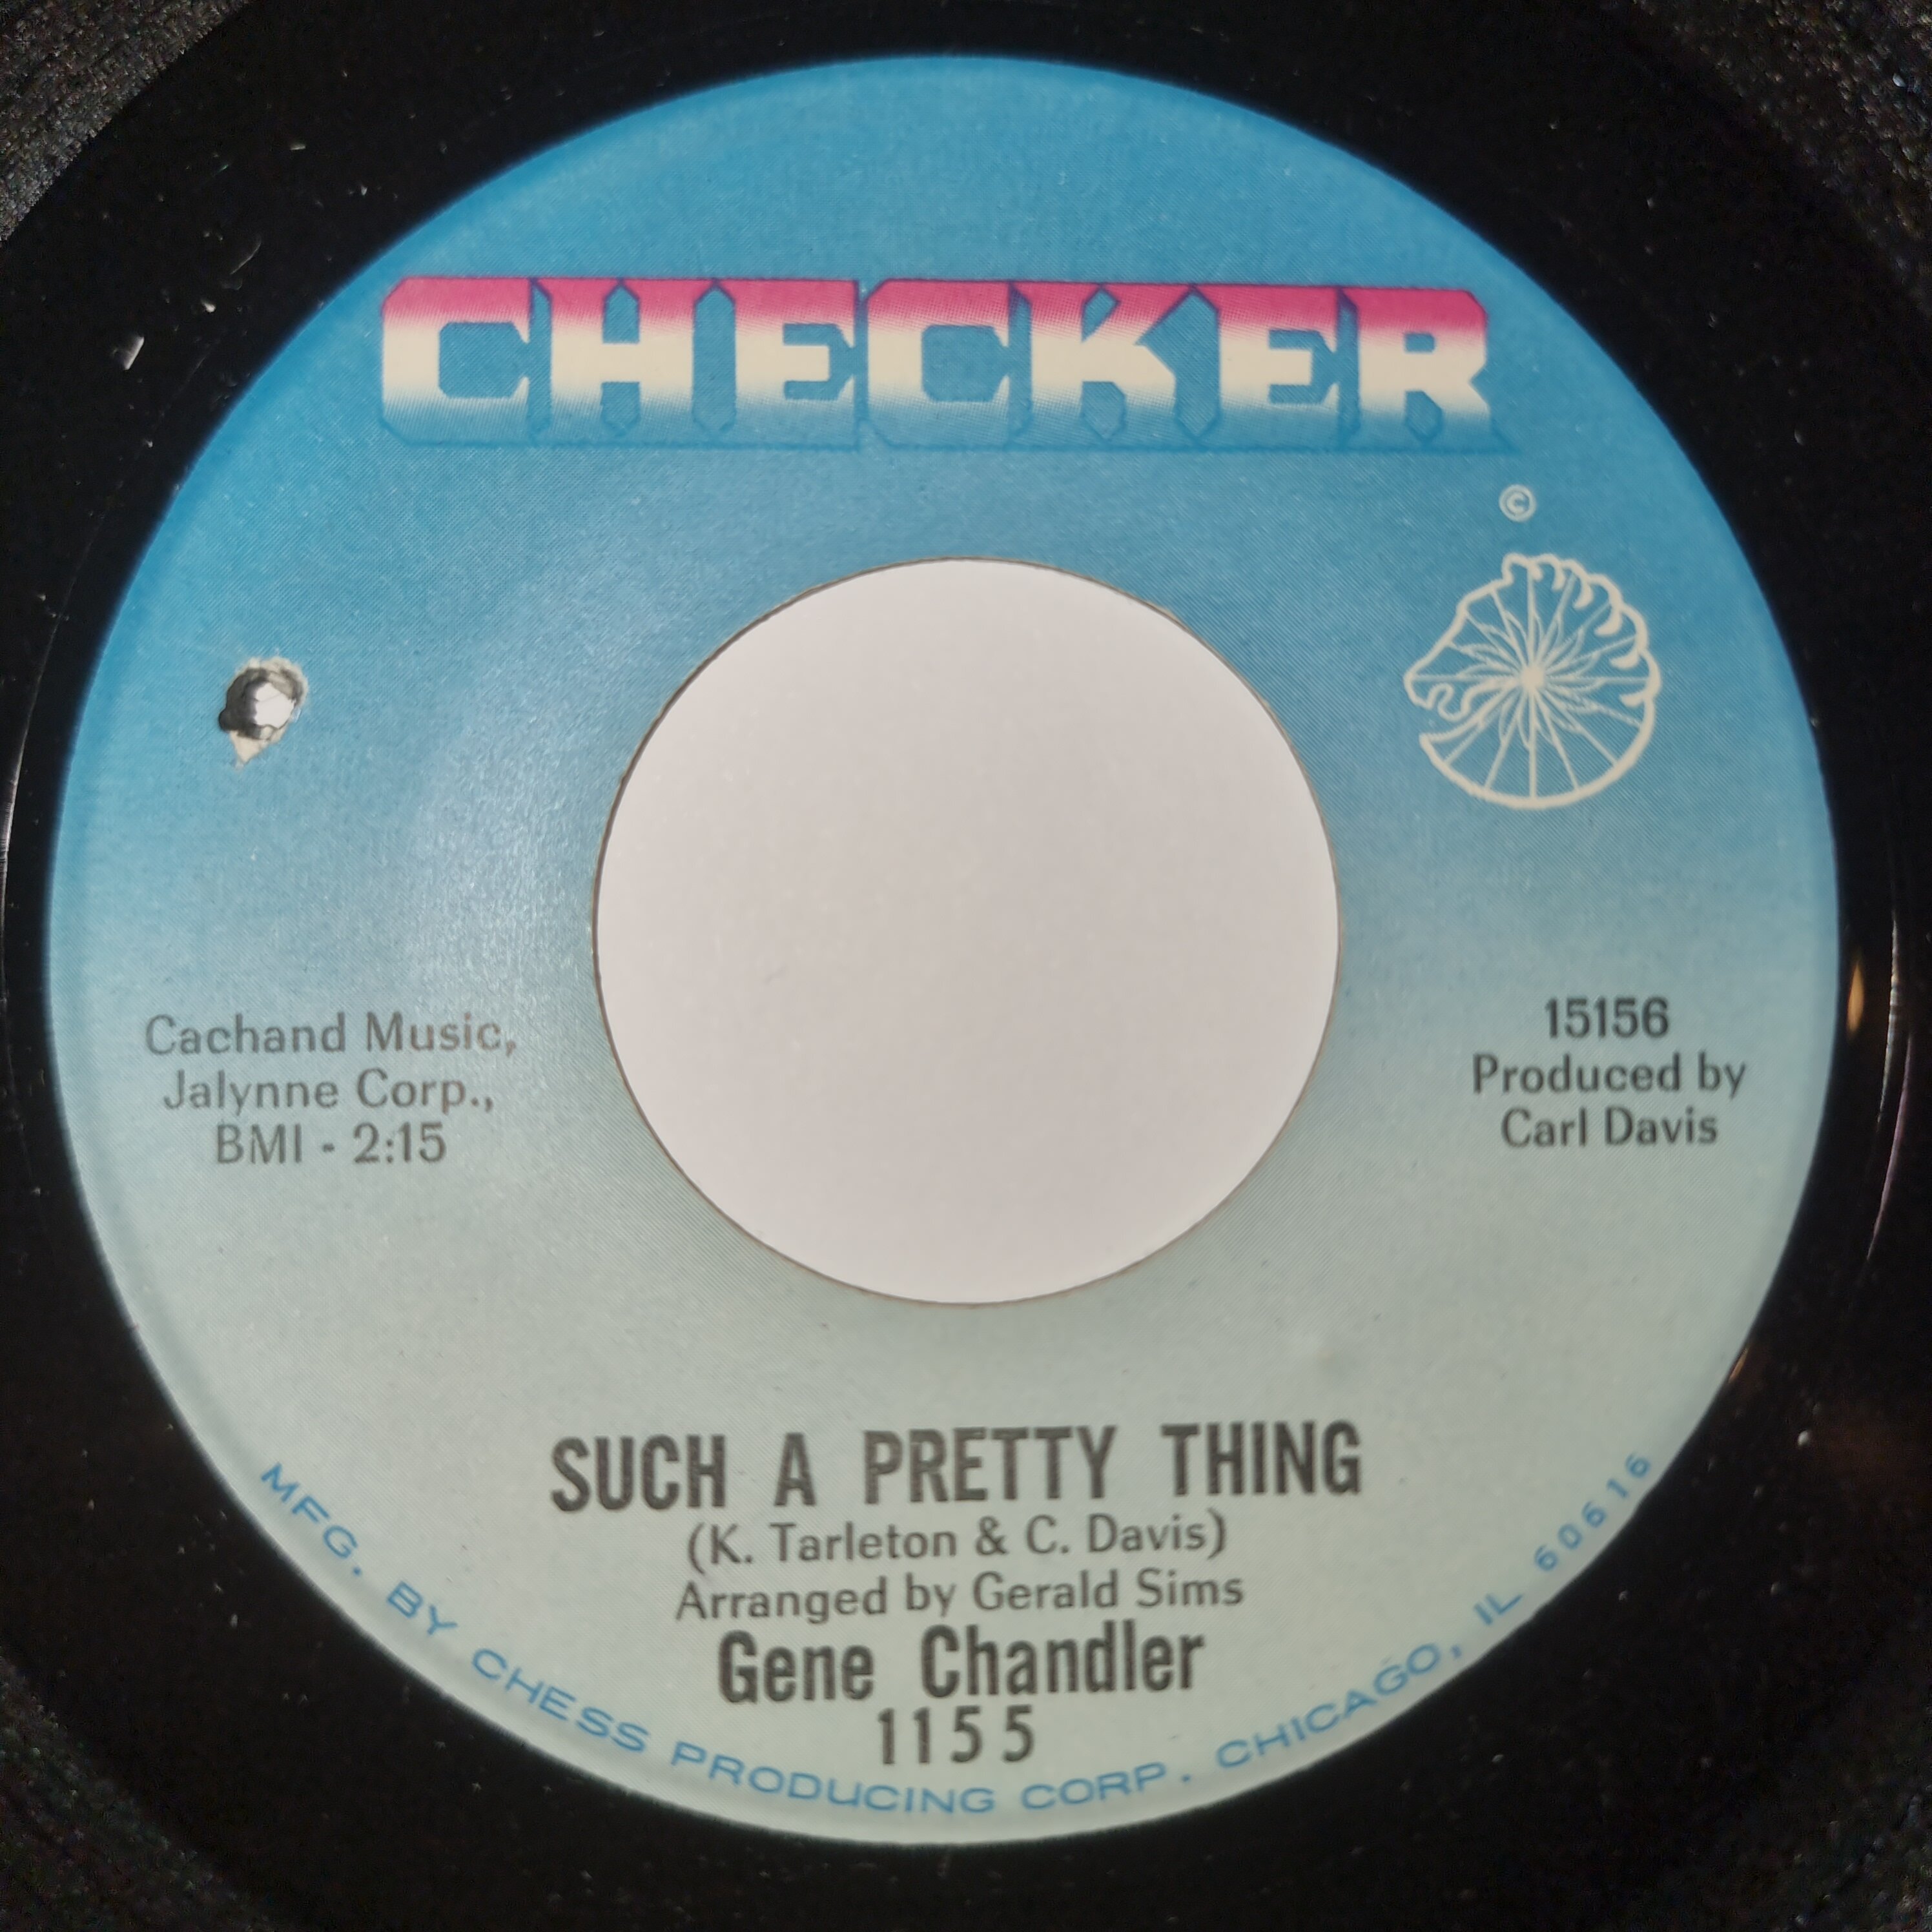 CHECKER
©
Cachand Music,
Jalynne Corp.,
BMI - 2:15
15156
Produced by
Carl Davis
SUCH A PRETTY THING
(K. Tarleton & C. Davis)
Arranged by Gerald Sims
Gene Chandler
1155
MFG. BY CHESS PRODUCING CORP. CHICAGO, IL 60616